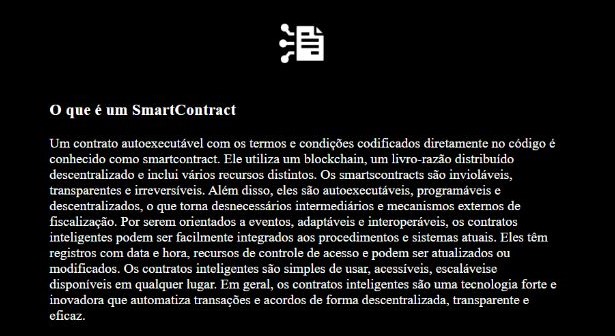 O que é um SmartContract
Um contrato autoexecutável com os termos e condições codificados diretamente no código é
conhecido como smartcontract. Ele utiliza um blockchain, um livro-razão distribuído
descentralizado e inclui vários recursos distintos. Os smartscontracts são invioláveis,
transparentes e irreversíveis. Além disso, eles são autoexecutáveis, programáveis e
descentralizados, o que torna desnecessários intermediários e mecanismos externos de
fiscalização. Por serem orientados a eventos, adaptáveis e interoperáveis, os contratos
inteligentes podem ser facilmente integrados aos procedimentos e sistemas atuais. Eles têm
registros com data e hora, recursos de controle de acesso e podem ser atualizados ou
modificados. Os contratos inteligentes são simples de usar, acessíveis, escaláveise
disponíveis em qualquer lugar. Em geral, os contratos inteligentes são uma tecnologia forte e
inovadora que automatiza transações e acordos de forma descentralizada, transparente e
eficaz.